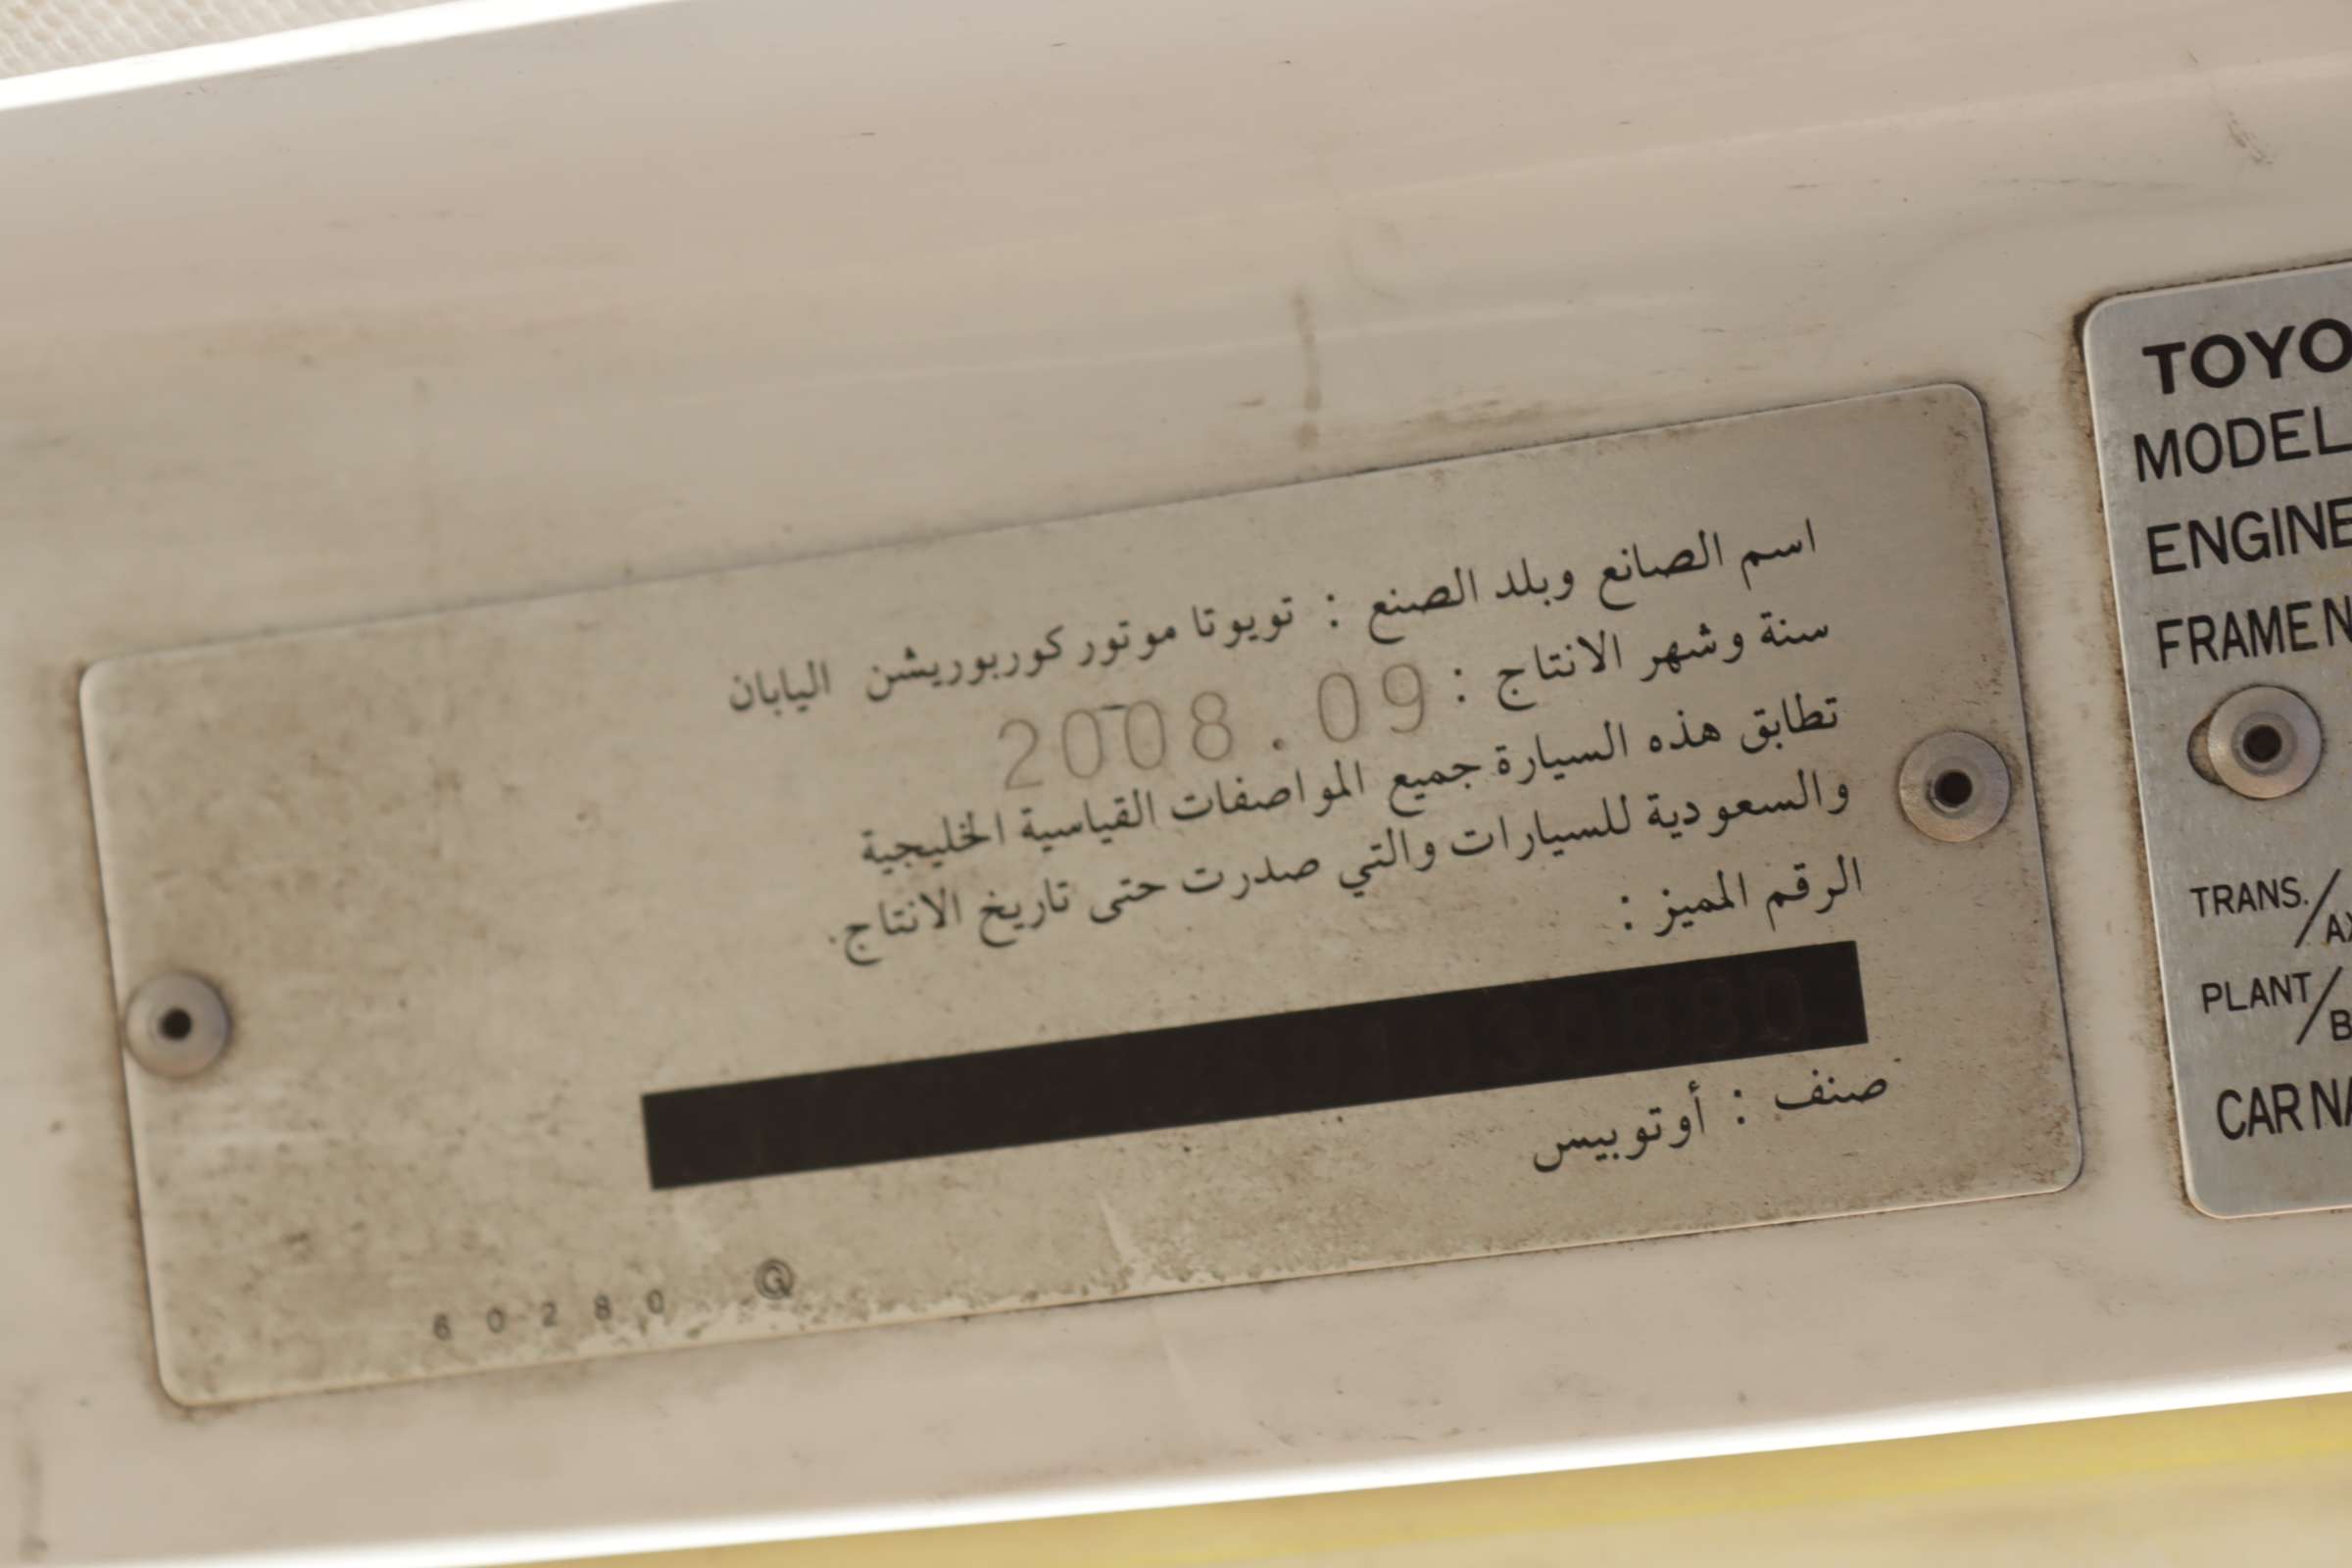 اسم الصانع وبلد الصنع : تويوتا موتور كوربوريشن اليابان
سنة وشهر الانتاج : 2008.09
تطابق هذه السيارة جميع المواصفات القياسية الخليجية
والسعودية للسيارات والتي صدرت حتى تاريخ الانتاج.
الرقم المميز :
صنف : أوتوبيس
60280 Q
TOYO
MODEL
ENGINE
FRAME N
TRANS./
PLANT/
CAR NA